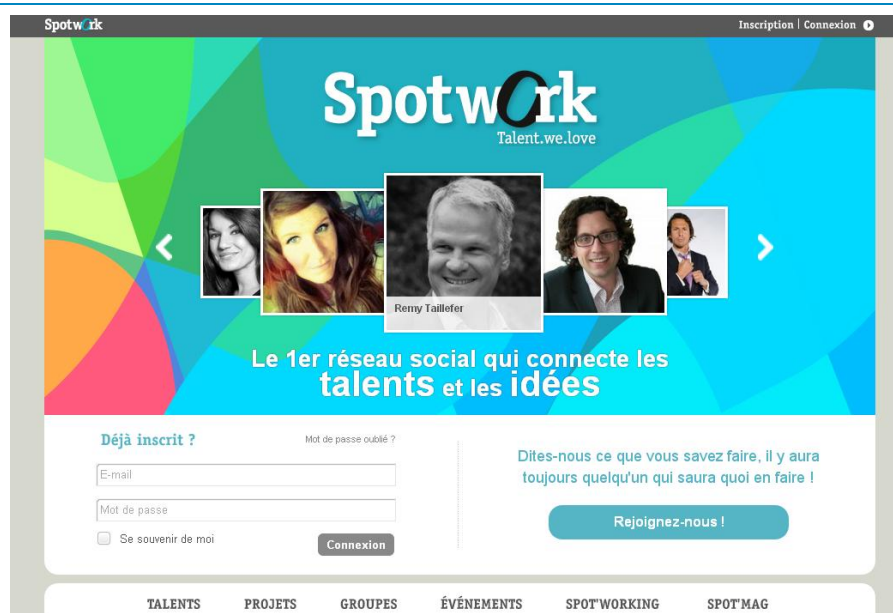 Spotwork
Inscription | Connexion
Spotwork
Talent.we.love
Remy Taillefer
Le 1er réseau social qui connecte les
talents et les idées
Déjà inscrit ?
Mot de passe oublié ?
E-mail
Mot de passe
Se souvenir de moi
Connexion
Dites-nous ce que vous savez faire, il y aura
toujours quelqu'un qui saura quoi en faire !
Rejoignez-nous !
TALENTS PROJETS GROUPES ÉVÉNEMENTS SPOT'WORKING SPOT'MAG